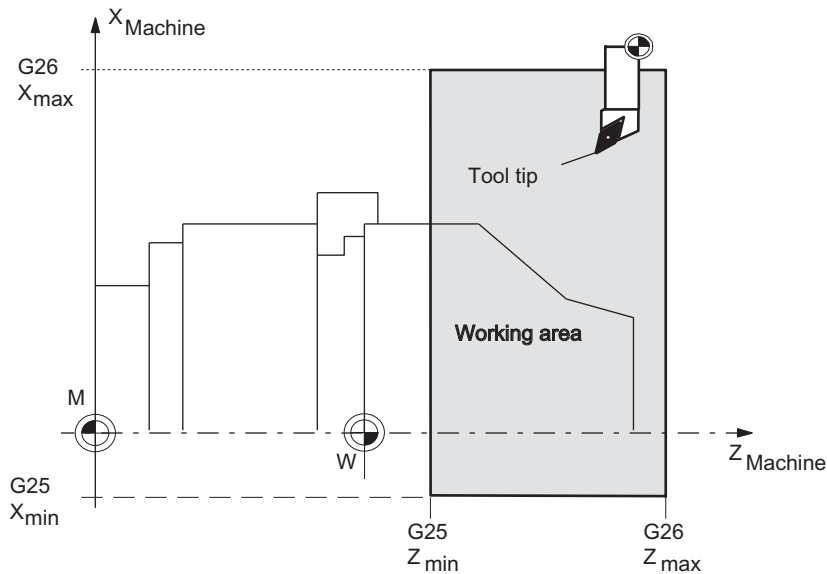 X Machine
G26
X max
Tool tip
Working area
M
W
Z Machine
G25
X min
G25
Z min
G26
Z max